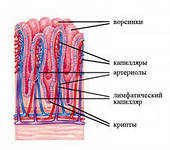 ворсинки
капилляры
артериолы
лимфатический
капилляр
крипты